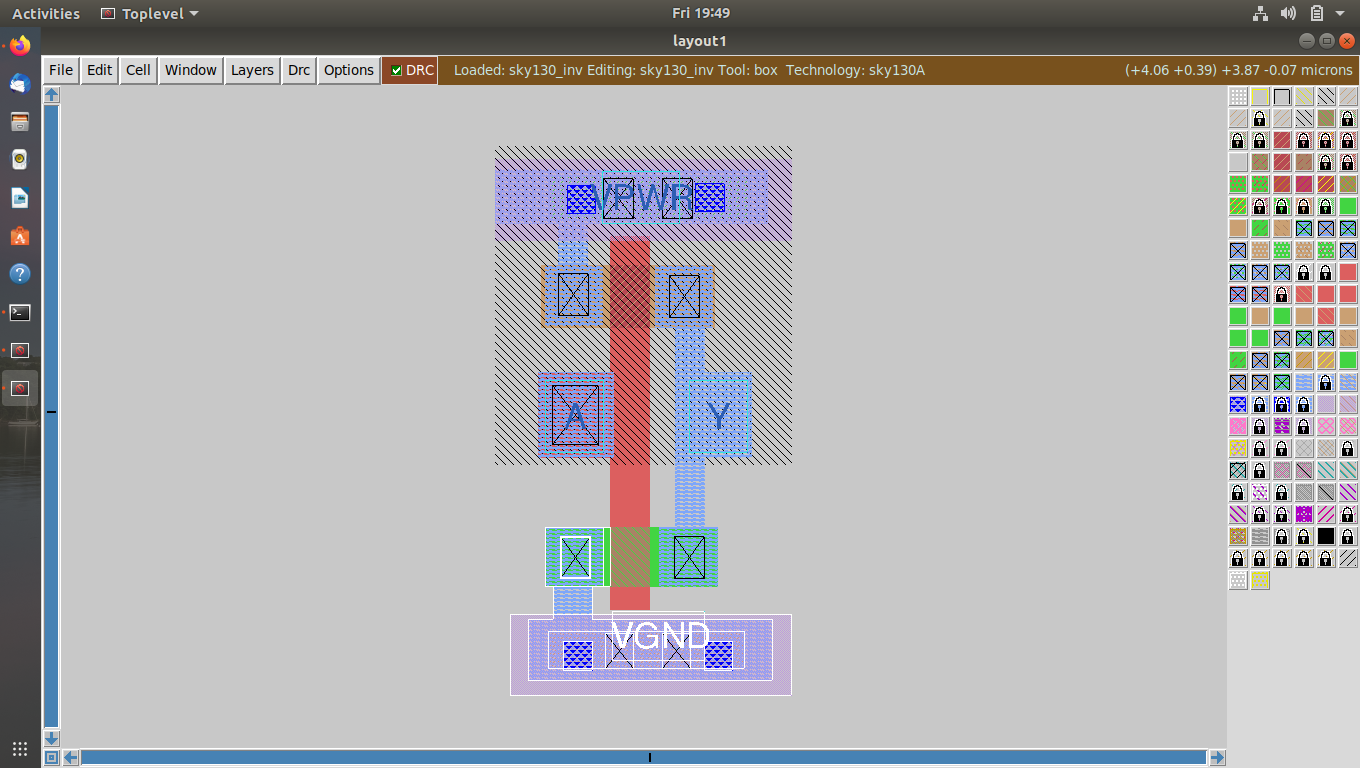 Activities Toplevel Fri 19:49
layout1
File Edit Cell Window Layers Drc Options DRC Loaded: sky130_inv Editing: sky130_inv Tool: box Technology: sky130A (+4.06 +0.39) +3.87 -0.07 microns
VPWR
A Y
VGND